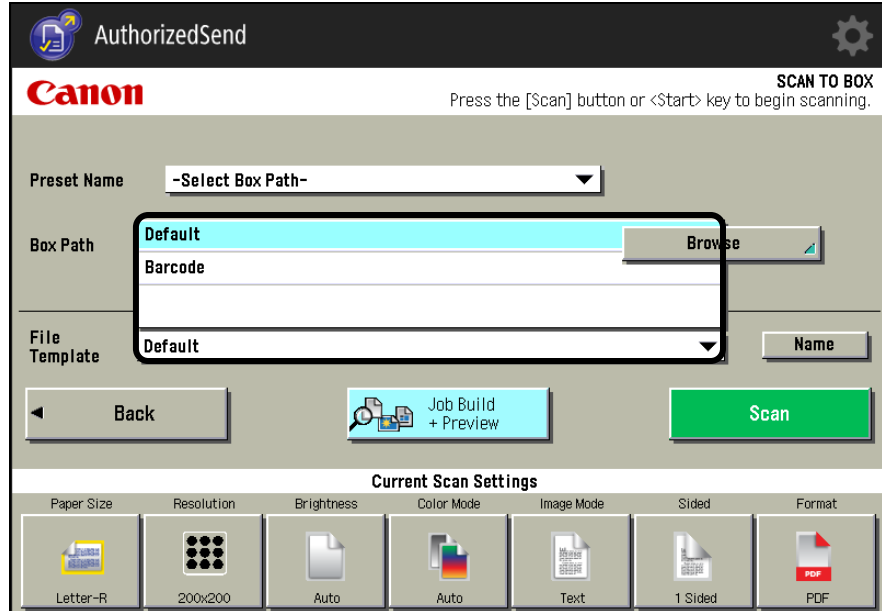 AuthorizedSend
Canon
SCAN TO BOX
Press the [Scan] button or <Start> key to begin scanning.
Preset Name
-Select Box Path-
Box Path
Default
Browse
Barcode
File
Template
Default
Name
Back
Job Build
+ Preview
Scan
Current Scan Settings
Paper Size
Resolution
Brightness
Color Mode
Image Mode
Sided
Format
PDF
Letter-R
200x200
Auto
Auto
Text
1 Sided
PDF